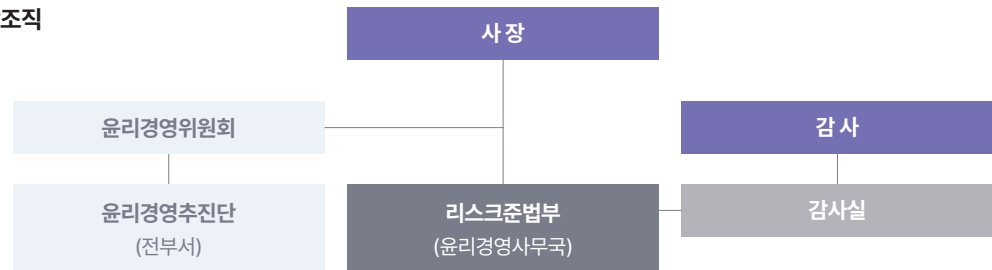 조직
사 장
윤리경영위원회
감 사
윤리경영추진단
(전부서)
리스크준법부
(윤리경영사무국)
감사실